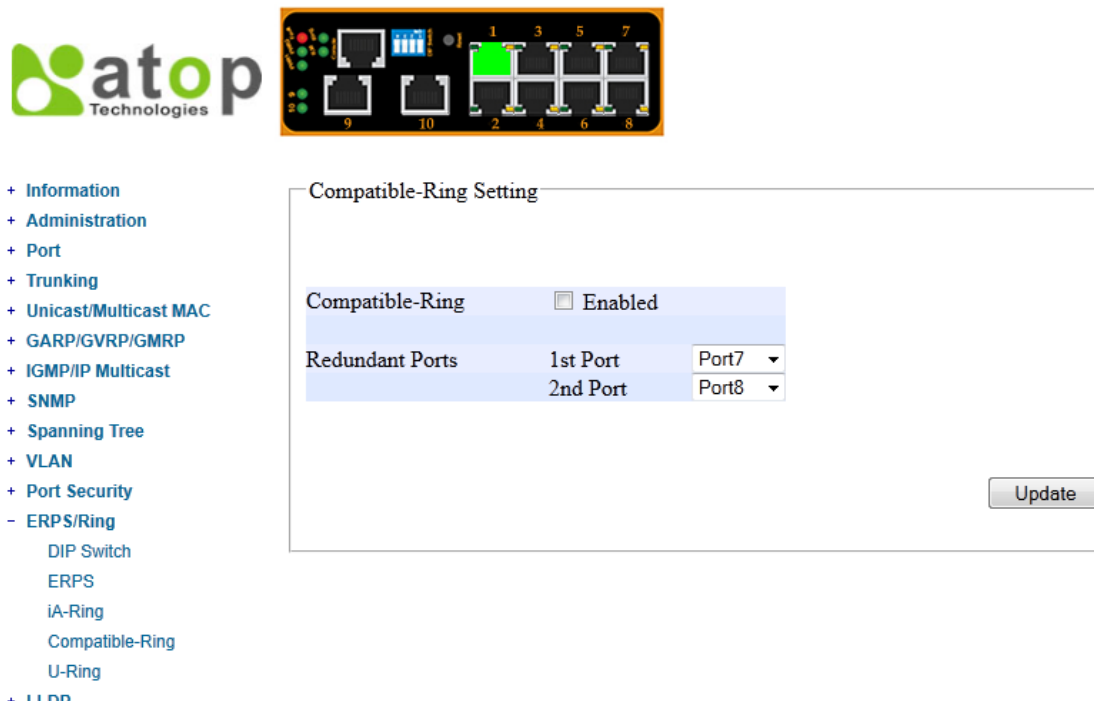 atop
Technologies
1 3 5 7
9 10 2 4 6 8
+ Information
+ Administration
+ Port
+ Trunking
+ Unicast/Multicast MAC
+ GARP/GVRP/GMRP
+ IGMP/IP Multicast
+ SNMP
+ Spanning Tree
+ VLAN
+ Port Security
− ERPS/Ring
DIP Switch
ERPS
iA-Ring
Compatible-Ring
U-Ring
+ LLDP
Compatible-Ring Setting
Compatible-Ring Enabled
Redundant Ports 1st Port Port7
2nd Port Port8
Update